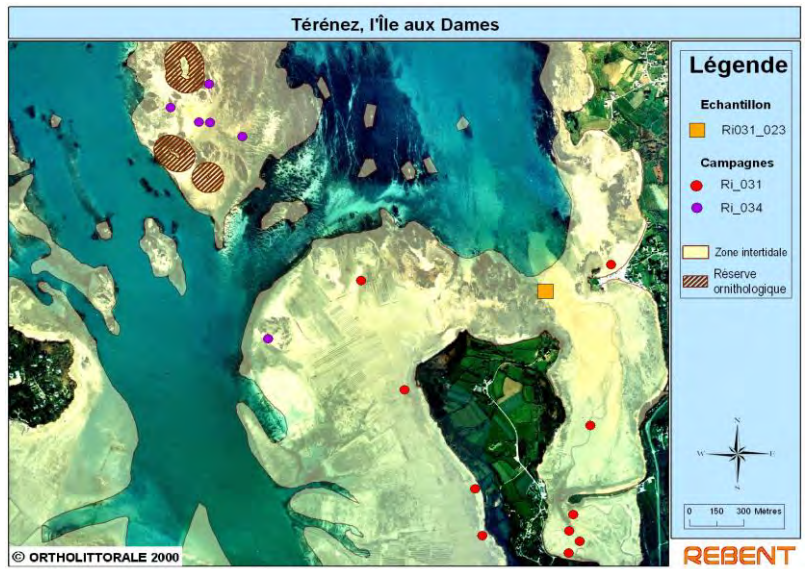 Térénez, l'Île aux Dames
Légende
Echantillon
Ri031_023
Campagnes
Ri_031
Ri_034
Zone intertidale
Réserve
ornithologique
N
W E
S
0 150 300 Metres
© ORTHOLITTORALE 2000
REBENT